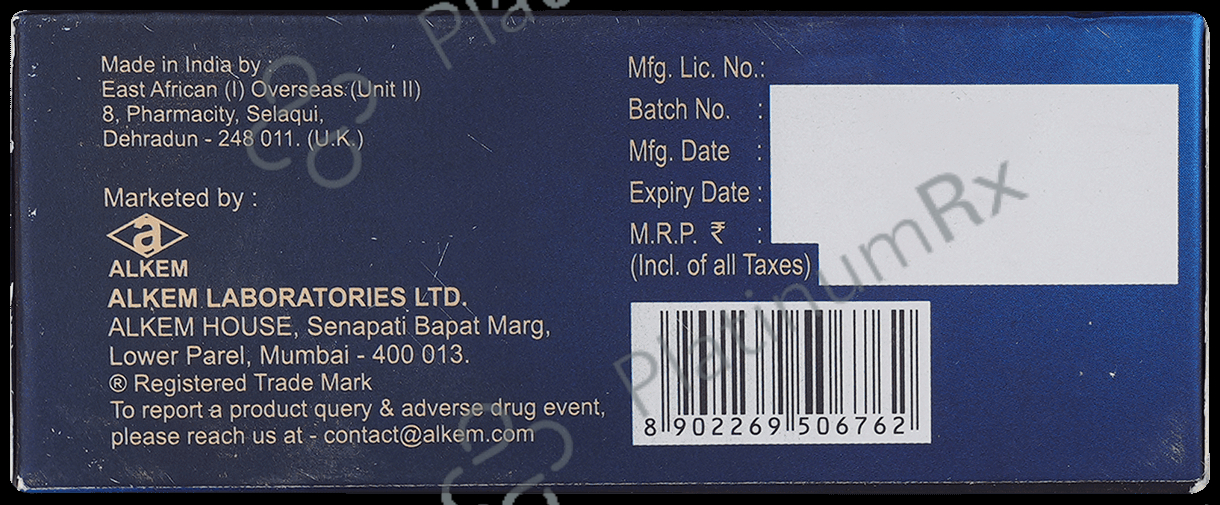 Made in India by :
East African (I) Overseas (Unit II)
8, Pharmacity, Selaqui,
Dehradun - 248 011. (U.K.)
Marketed by :
a
ALKEM
ALKEM LABORATORIES LTD.
ALKEM HOUSE, Senapati Bapat Marg,
Lower Parel, Mumbai - 400 013.
® Registered Trade Mark
To report a product query & adverse drug event,
please reach us at - contact@alkem.com
Mfg. Lic. No.:
Batch No. :
Mfg. Date :
Expiry Date :
M.R.P. ₹ :
(Incl. of all Taxes)
8 902269 506762
PlatinumRx
Plati